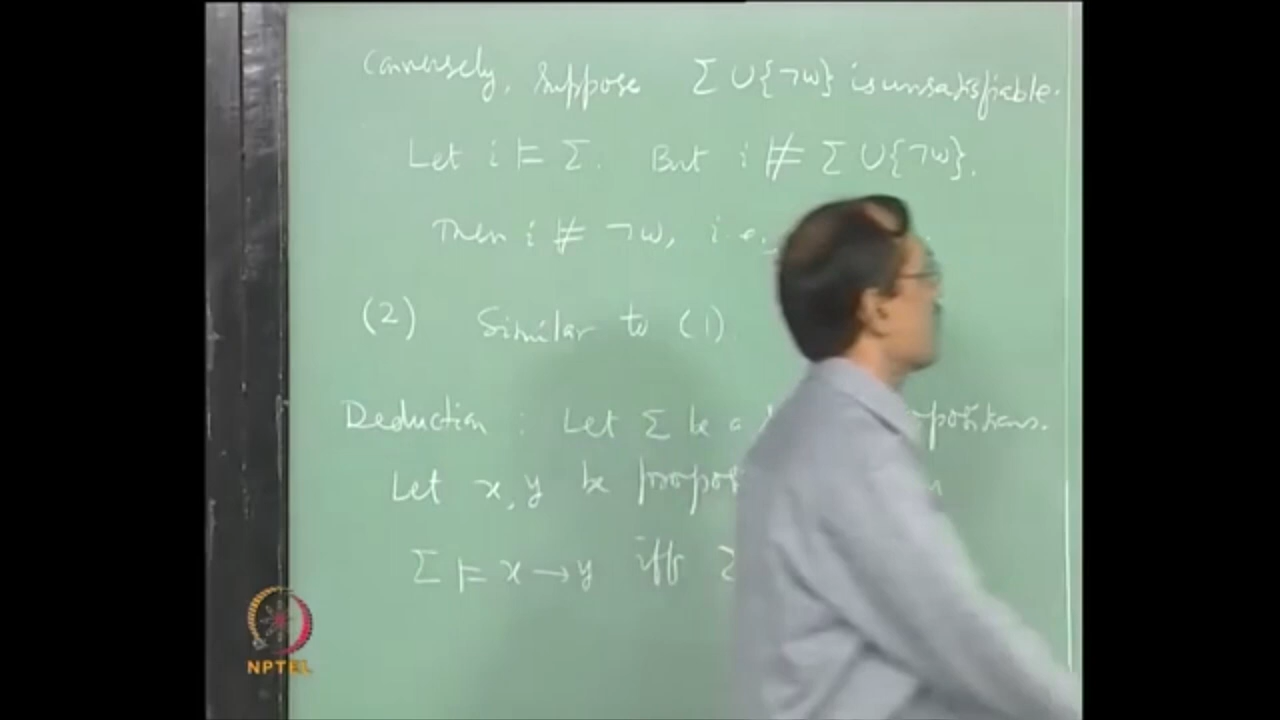 Conversely, suppose Σ ∪ {¬w} is unsatisfiable.
Let i ⊨ Σ. But i ⊭ Σ ∪ {¬w}.
Then i ⊭ ¬w, i.e.,
(2) Similar to (1)
Deduction : Let Σ be a
Let x, y be
Σ ⊨ x → y iff
NPTEL